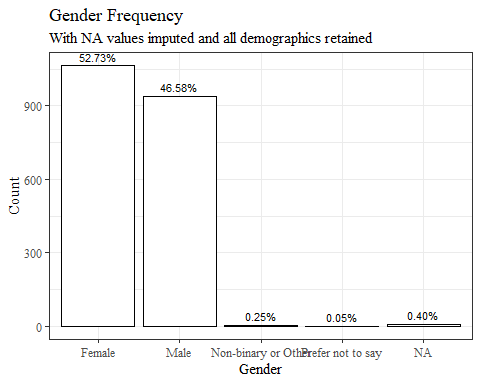 Gender Frequency
With NA values imputed and all demographics retained
52.73%
46.58%
0.25%
0.05%
0.40%
900
600
300
0
Count
Female Male Non-binary or Other Prefer not to say NA
Gender